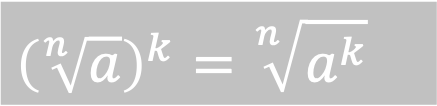 (ⁿ√a)ᵏ = ⁿ√aᵏ